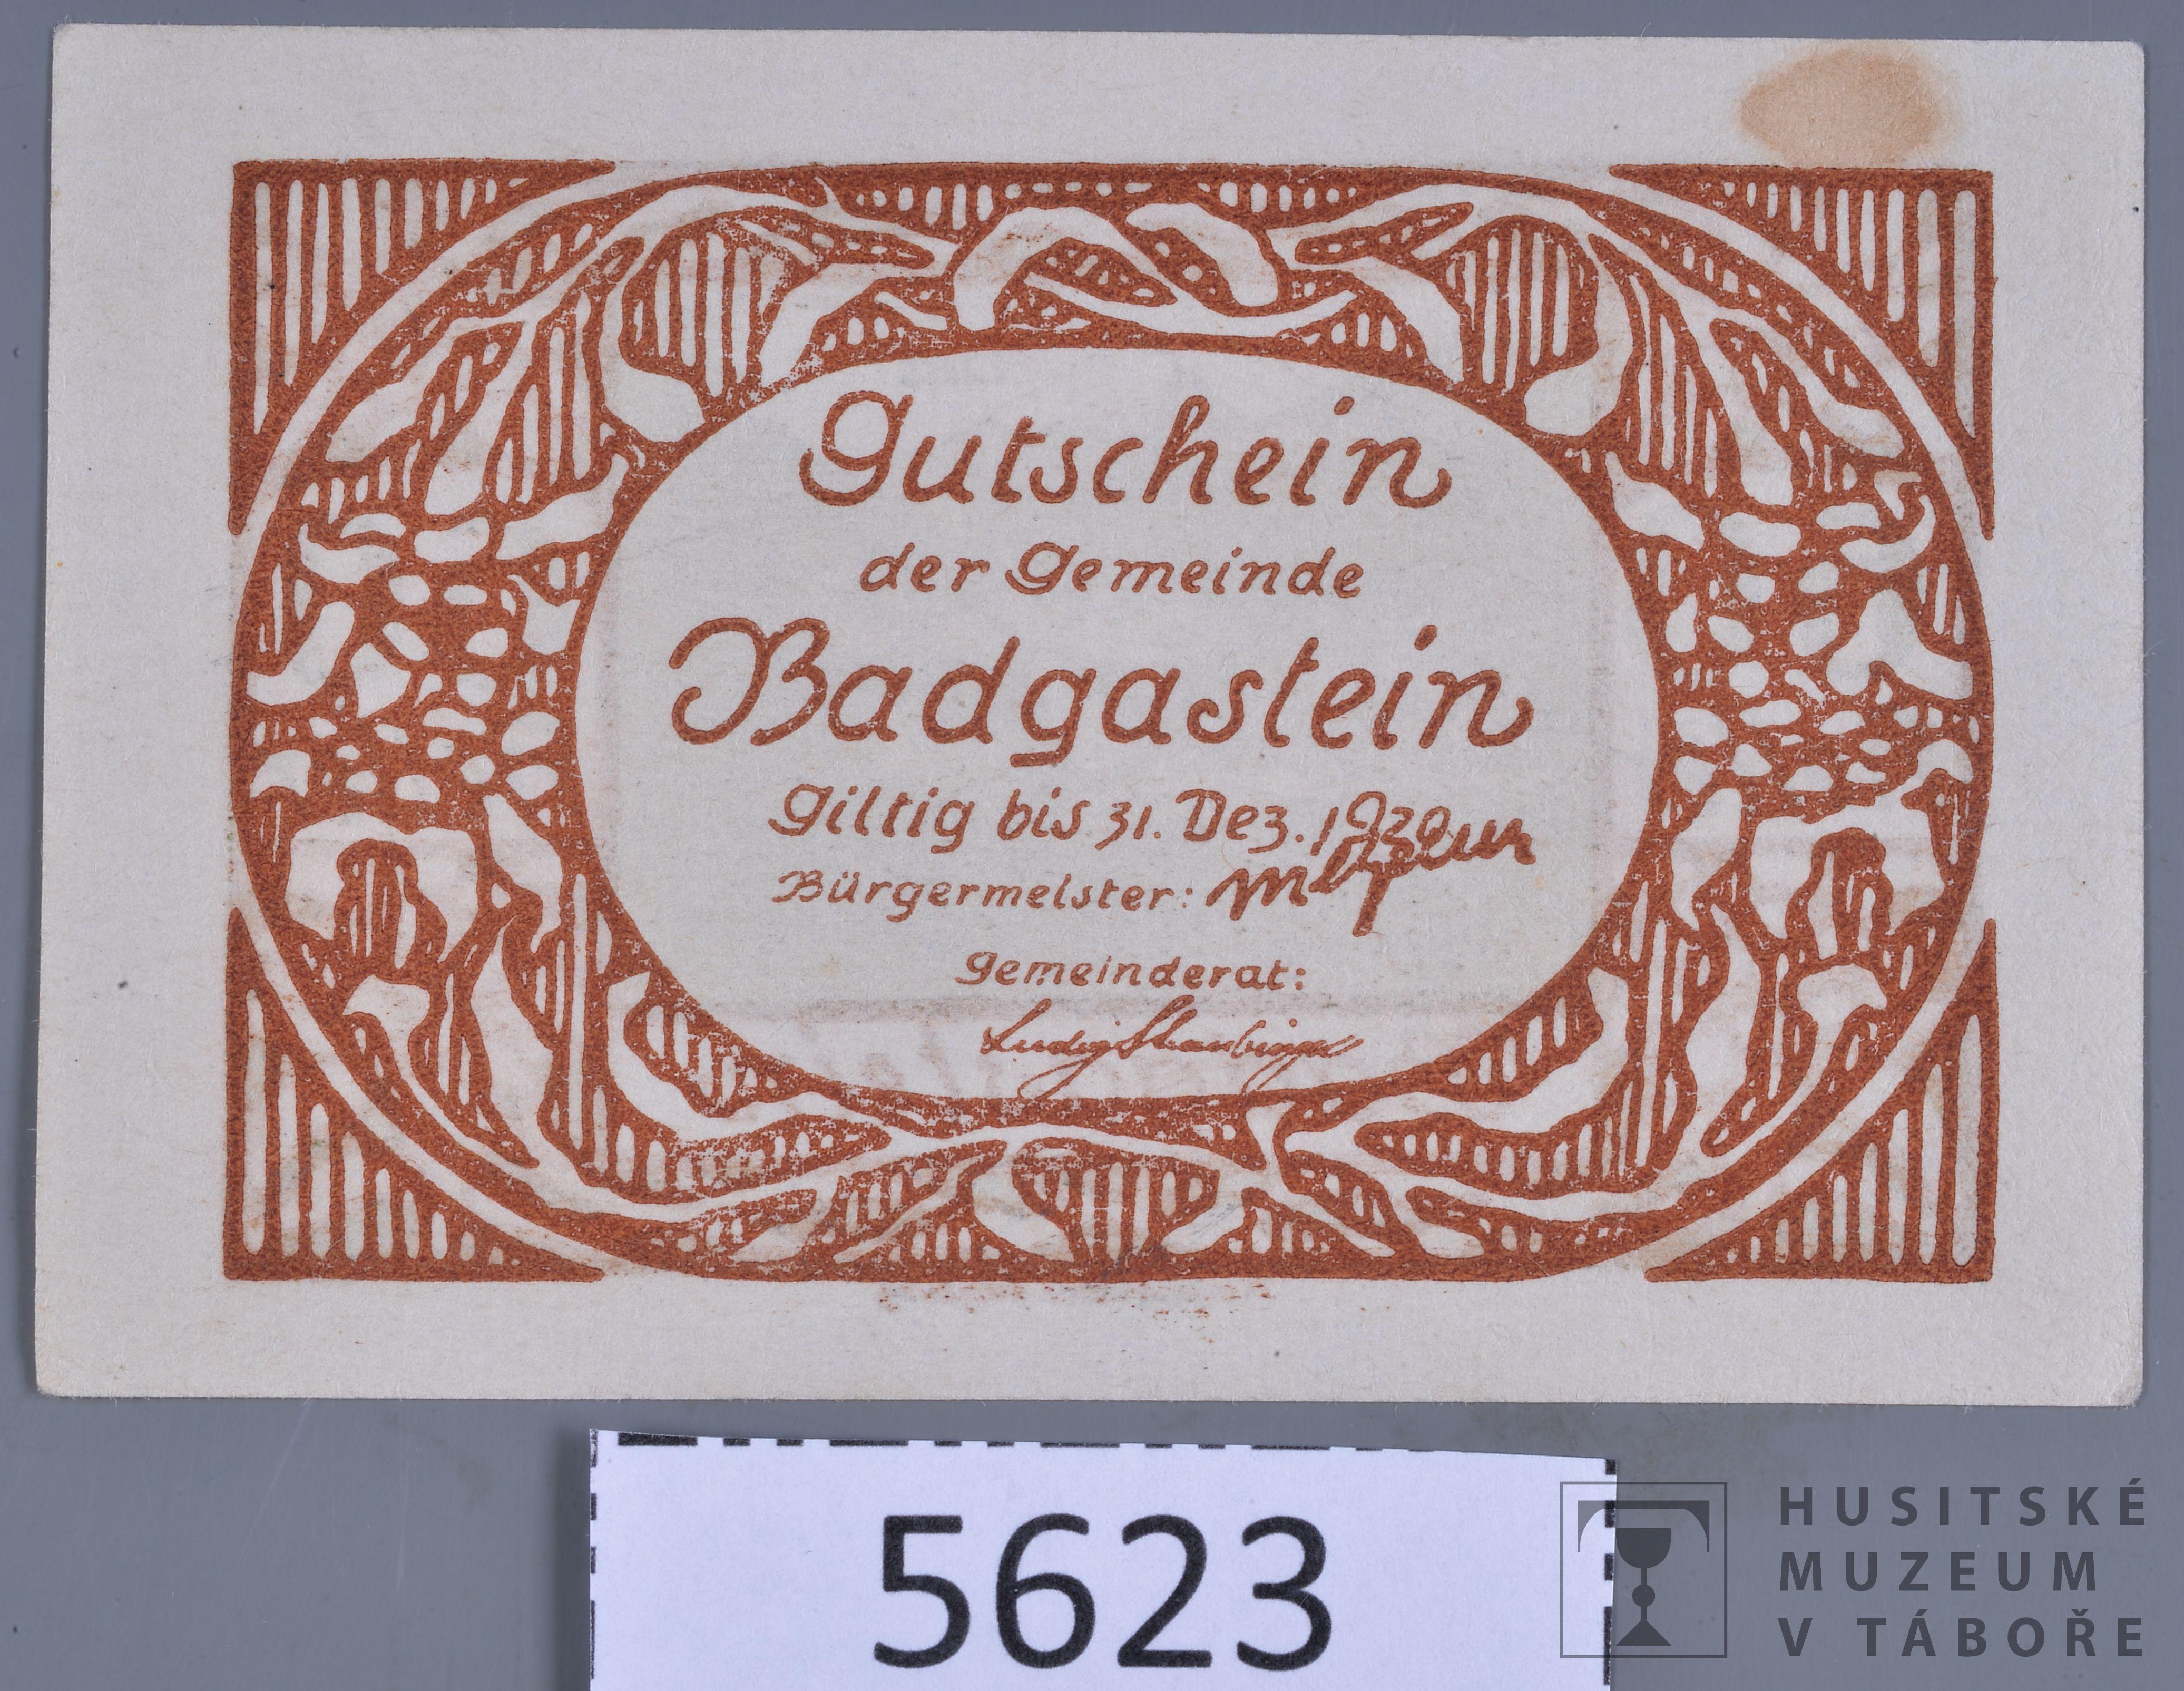 Gutschein
der Gemeinde
Badgastein
Giltig bis 31. Dez. 1920
Bürgermeister:
Gemeinderat:
5623
HUSITSKÉ
MUZEUM
V TÁBOŘE